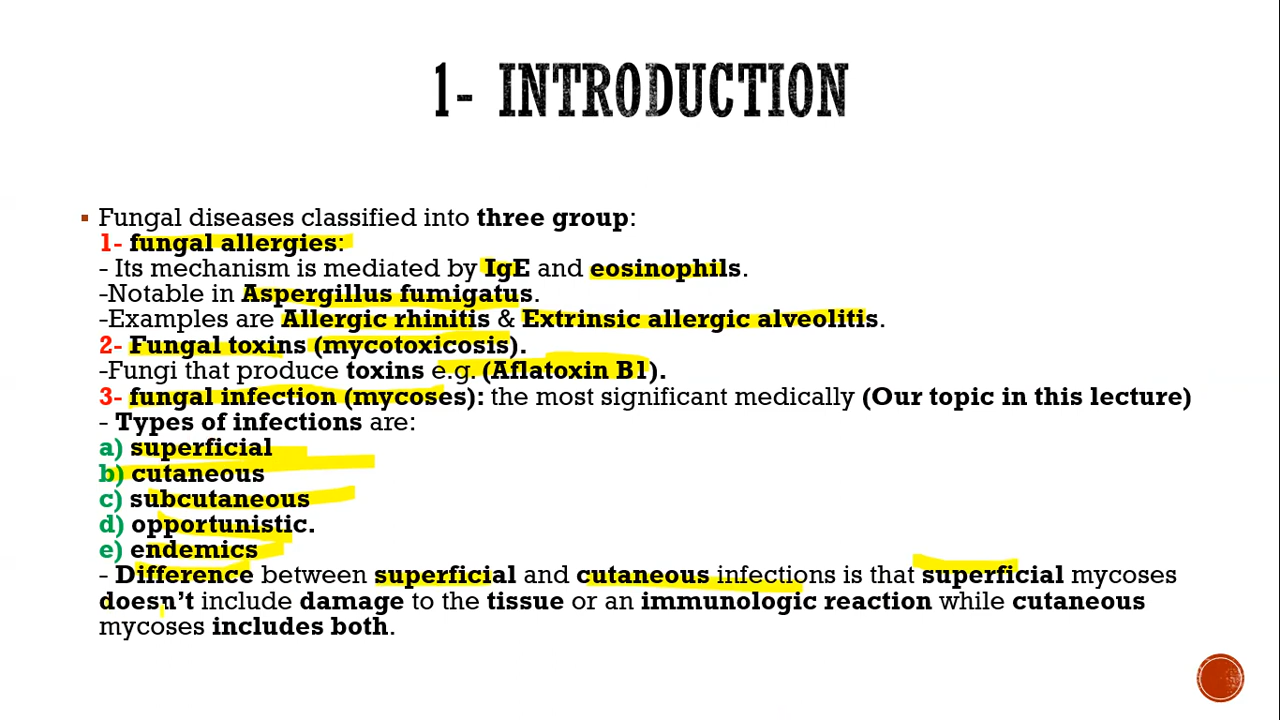 1- INTRODUCTION
▪ Fungal diseases classified into three group:
1- fungal allergies:
- Its mechanism is mediated by IgE and eosinophils.
-Notable in Aspergillus fumigatus.
-Examples are Allergic rhinitis & Extrinsic allergic alveolitis.
2- Fungal toxins (mycotoxicosis).
-Fungi that produce toxins e.g. (Aflatoxin B1).
3- fungal infection (mycoses): the most significant medically (Our topic in this lecture)
- Types of infections are:
a) superficial
b) cutaneous
c) subcutaneous
d) opportunistic.
e) endemics
- Difference between superficial and cutaneous infections is that superficial mycoses
doesn’t include damage to the tissue or an immunologic reaction while cutaneous
mycoses includes both.